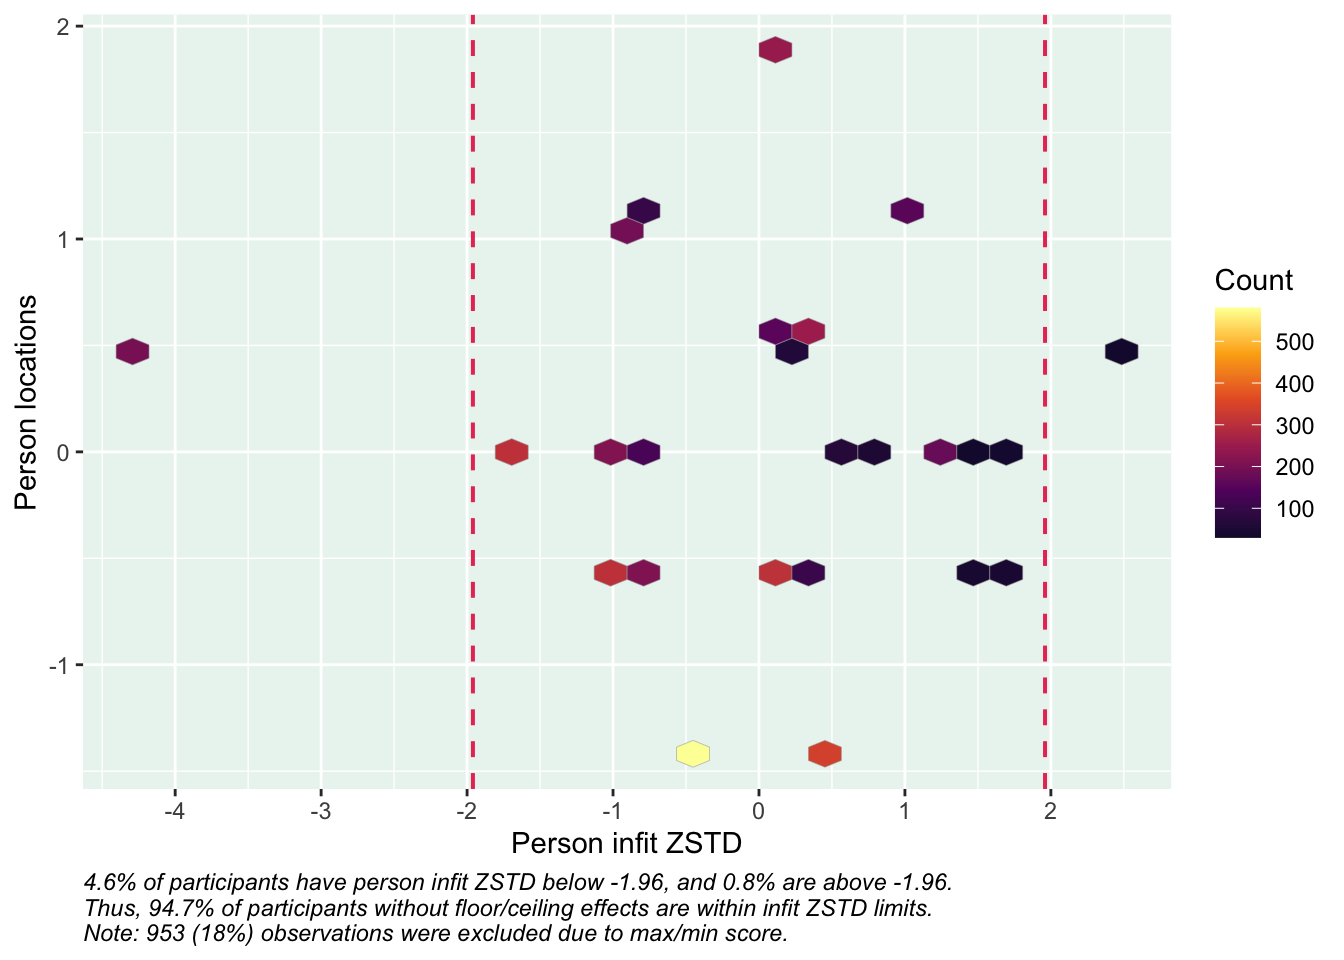 2
1
0
-1
Person locations
-4
-3
-2
-1
0
1
2
Person infit ZSTD
Count
500
400
300
200
100
4.6% of participants have person infit ZSTD below -1.96, and 0.8% are above -1.96.
Thus, 94.7% of participants without floor/ceiling effects are within infit ZSTD limits.
Note: 953 (18%) observations were excluded due to max/min score.